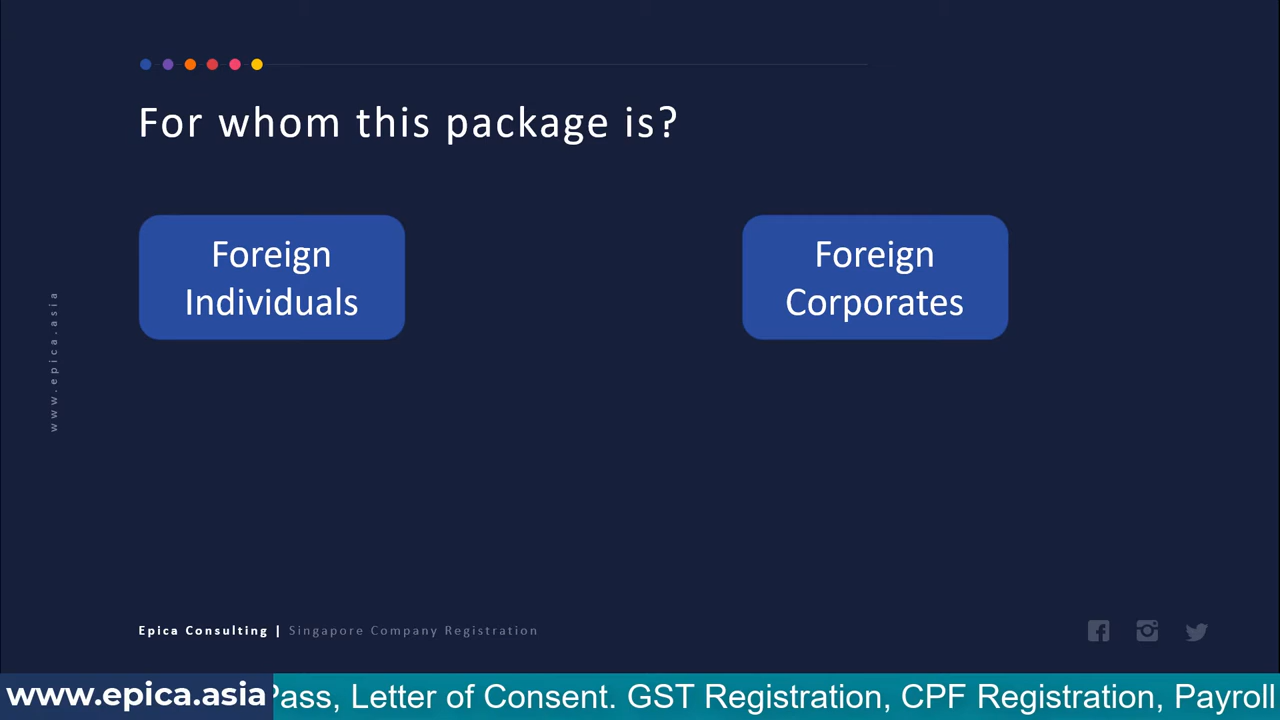 For whom this package is?
Foreign
Individuals
Foreign
Corporates
www.epica.asia
Epica Consulting | Singapore Company Registration
www.epica.asia
Pass, Letter of Consent. GST Registration, CPF Registration, Payroll